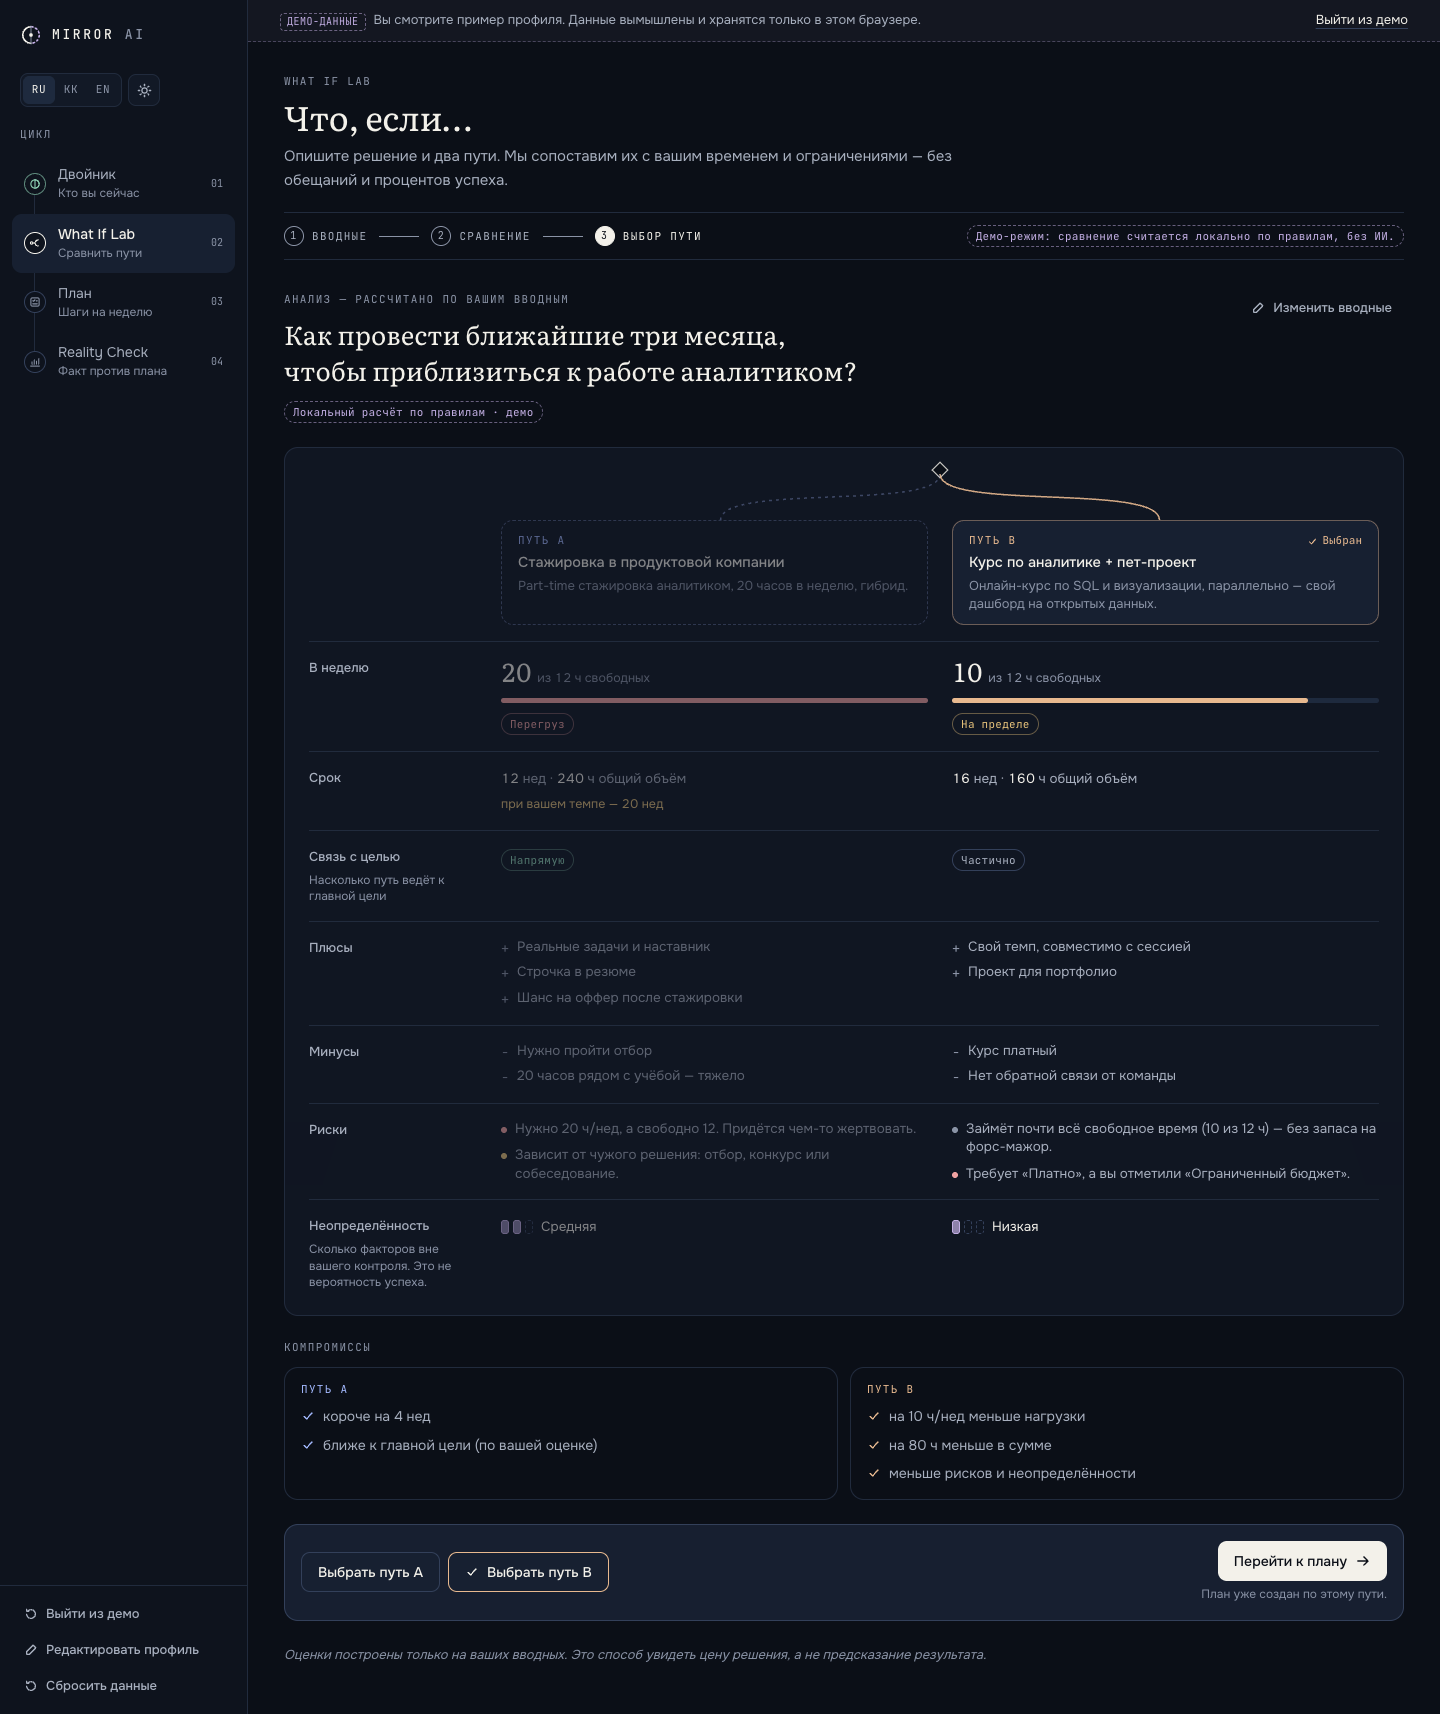 MIRROR AI
RU KK EN
ЦИКЛ
Двойник
Кто вы сейчас
01
What If Lab
Сравнить пути
02
План
Шаги на неделю
03
Reality Check
Факт против плана
04
Выйти из демо
Редактировать профиль
Сбросить данные
ДЕМО-ДАННЫЕ Вы смотрите пример профиля. Данные вымышлены и хранятся только в этом браузере.
Выйти из демо
WHAT IF LAB
Что, если…
Опишите решение и два пути. Мы сопоставим их с вашим временем и ограничениями — без
обещаний и процентов успеха.
1 ВВОДНЫЕ 2 СРАВНЕНИЕ 3 ВЫБОР ПУТИ
Демо-режим: сравнение считается локально по правилам, без ИИ.
АНАЛИЗ — РАССЧИТАНО ПО ВАШИМ ВВОДНЫМ
Изменить вводные
Как провести ближайшие три месяца,
чтобы приблизиться к работе аналитиком?
Локальный расчёт по правилам · демо
ПУТЬ A
Стажировка в продуктовой компании
Part-time стажировка аналитиком, 20 часов в неделю, гибрид.
ПУТЬ B
Выбран
Курс по аналитике + пет-проект
Онлайн-курс по SQL и визуализации, параллельно — свой
дашборд на открытых данных.
В неделю
20 из 12 ч свободных
Перегруз
10 из 12 ч свободных
На пределе
Срок
12 нед · 240 ч общий объём
при вашем темпе — 20 нед
16 нед · 160 ч общий объём
Связь с целью
Насколько путь ведёт к
главной цели
Напрямую
Частично
Плюсы
+ Реальные задачи и наставник
+ Строчка в резюме
+ Шанс на оффер после стажировки
+ Свой темп, совместимо с сессией
+ Проект для портфолио
Минусы
- Нужно пройти отбор
- 20 часов рядом с учёбой — тяжело
- Курс платный
- Нет обратной связи от команды
Риски
Нужно 20 ч/нед, а свободно 12. Придётся чем-то жертвовать.
Зависит от чужого решения: отбор, конкурс или
собеседование.
Займёт почти всё свободное время (10 из 12 ч) — без запаса на
форс-мажор.
Требует «Платно», а вы отметили «Ограниченный бюджет».
Неопределённость
Сколько факторов вне
вашего контроля. Это не
вероятность успеха.
Средняя
Низкая
КОМПРОМИССЫ
ПУТЬ A
короче на 4 нед
ближе к главной цели (по вашей оценке)
ПУТЬ B
на 10 ч/нед меньше нагрузки
на 80 ч меньше в сумме
меньше рисков и неопределённости
Выбрать путь A
Выбрать путь B
Перейти к плану
План уже создан по этому пути.
Оценки построены только на ваших вводных. Это способ увидеть цену решения, а не предсказание результата.